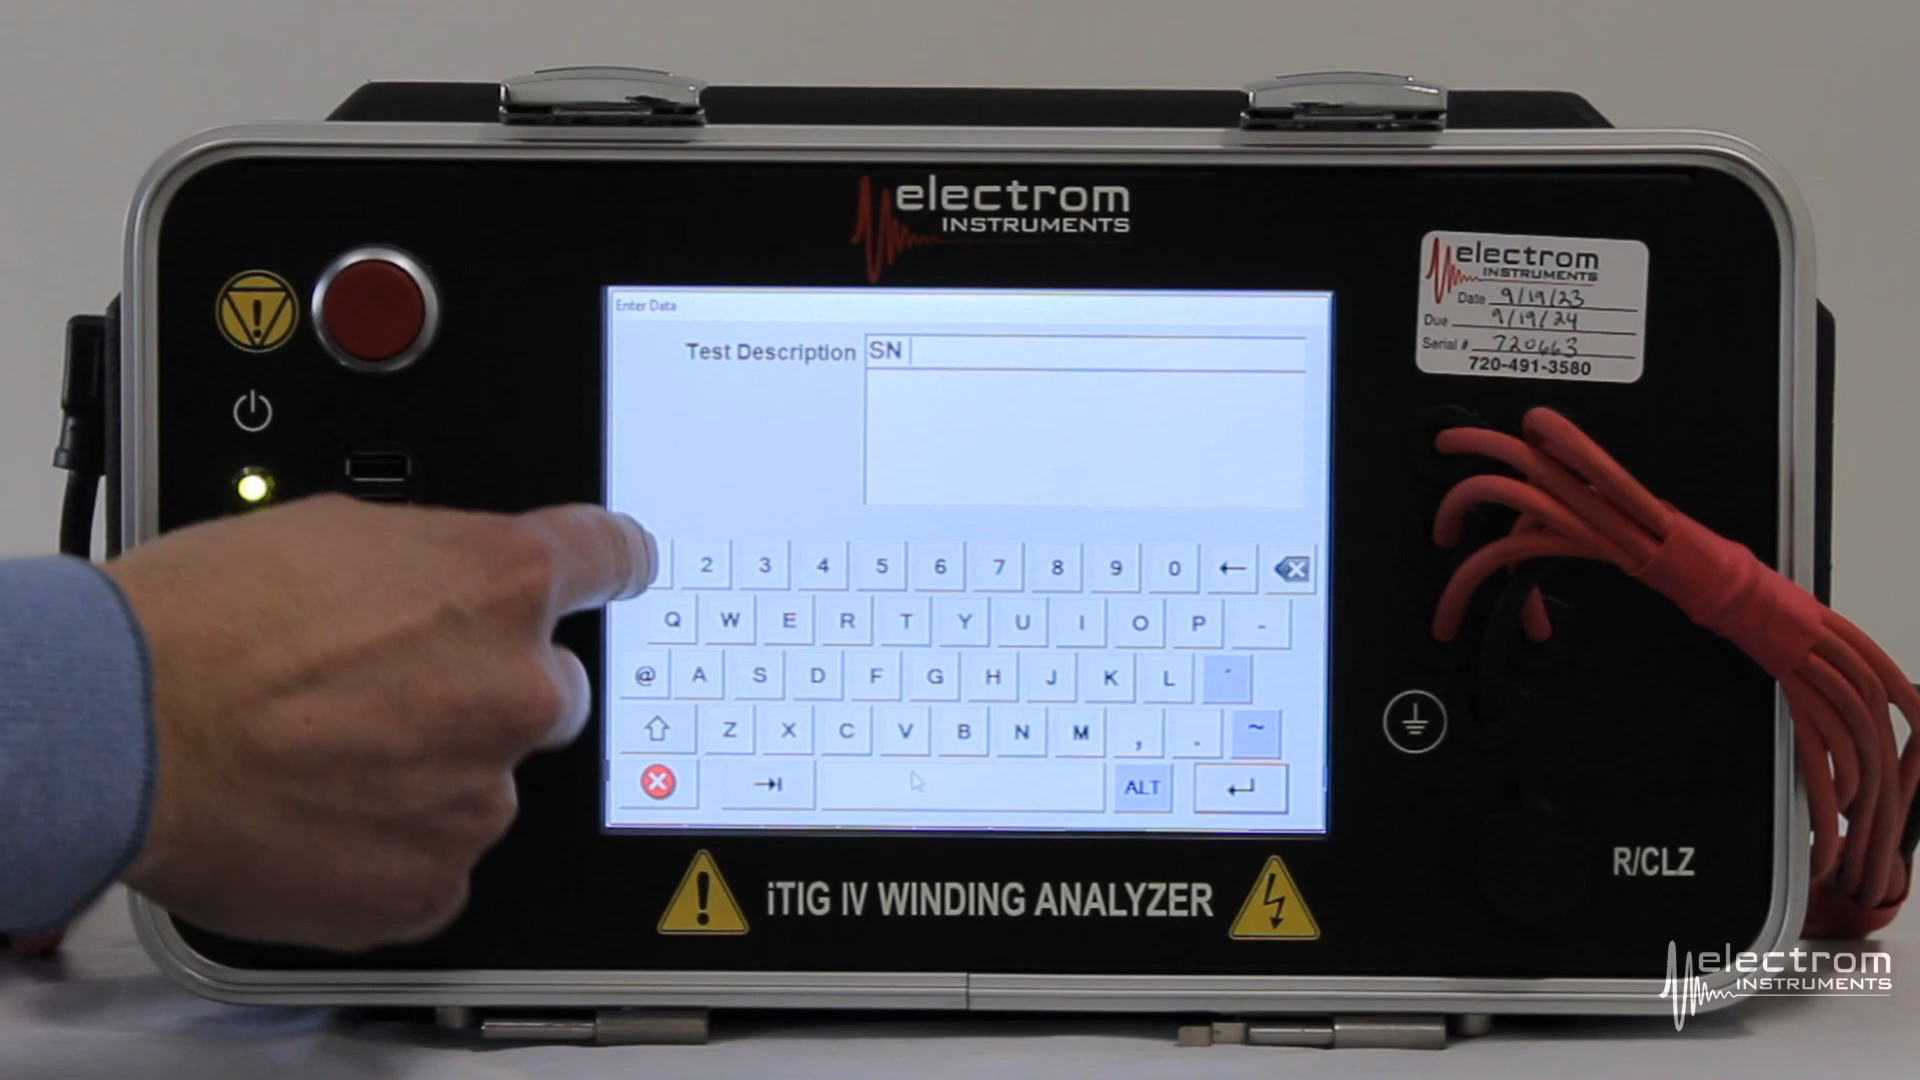 electrom
INSTRUMENTS
electrom
INSTRUMENTS
Date 9/19/23
Due 9/19/24
Serial # 720663
720-491-3580
Enter Data
Test Description SN
2 3 4 5 6 7 8 9 0 ←
Q W E R T Y U I O P -
@ A S D F G H J K L ´
Z X C V B N M , . ~
ALT
R/CLZ
iTIG IV WINDING ANALYZER
electrom
INSTRUMENTS